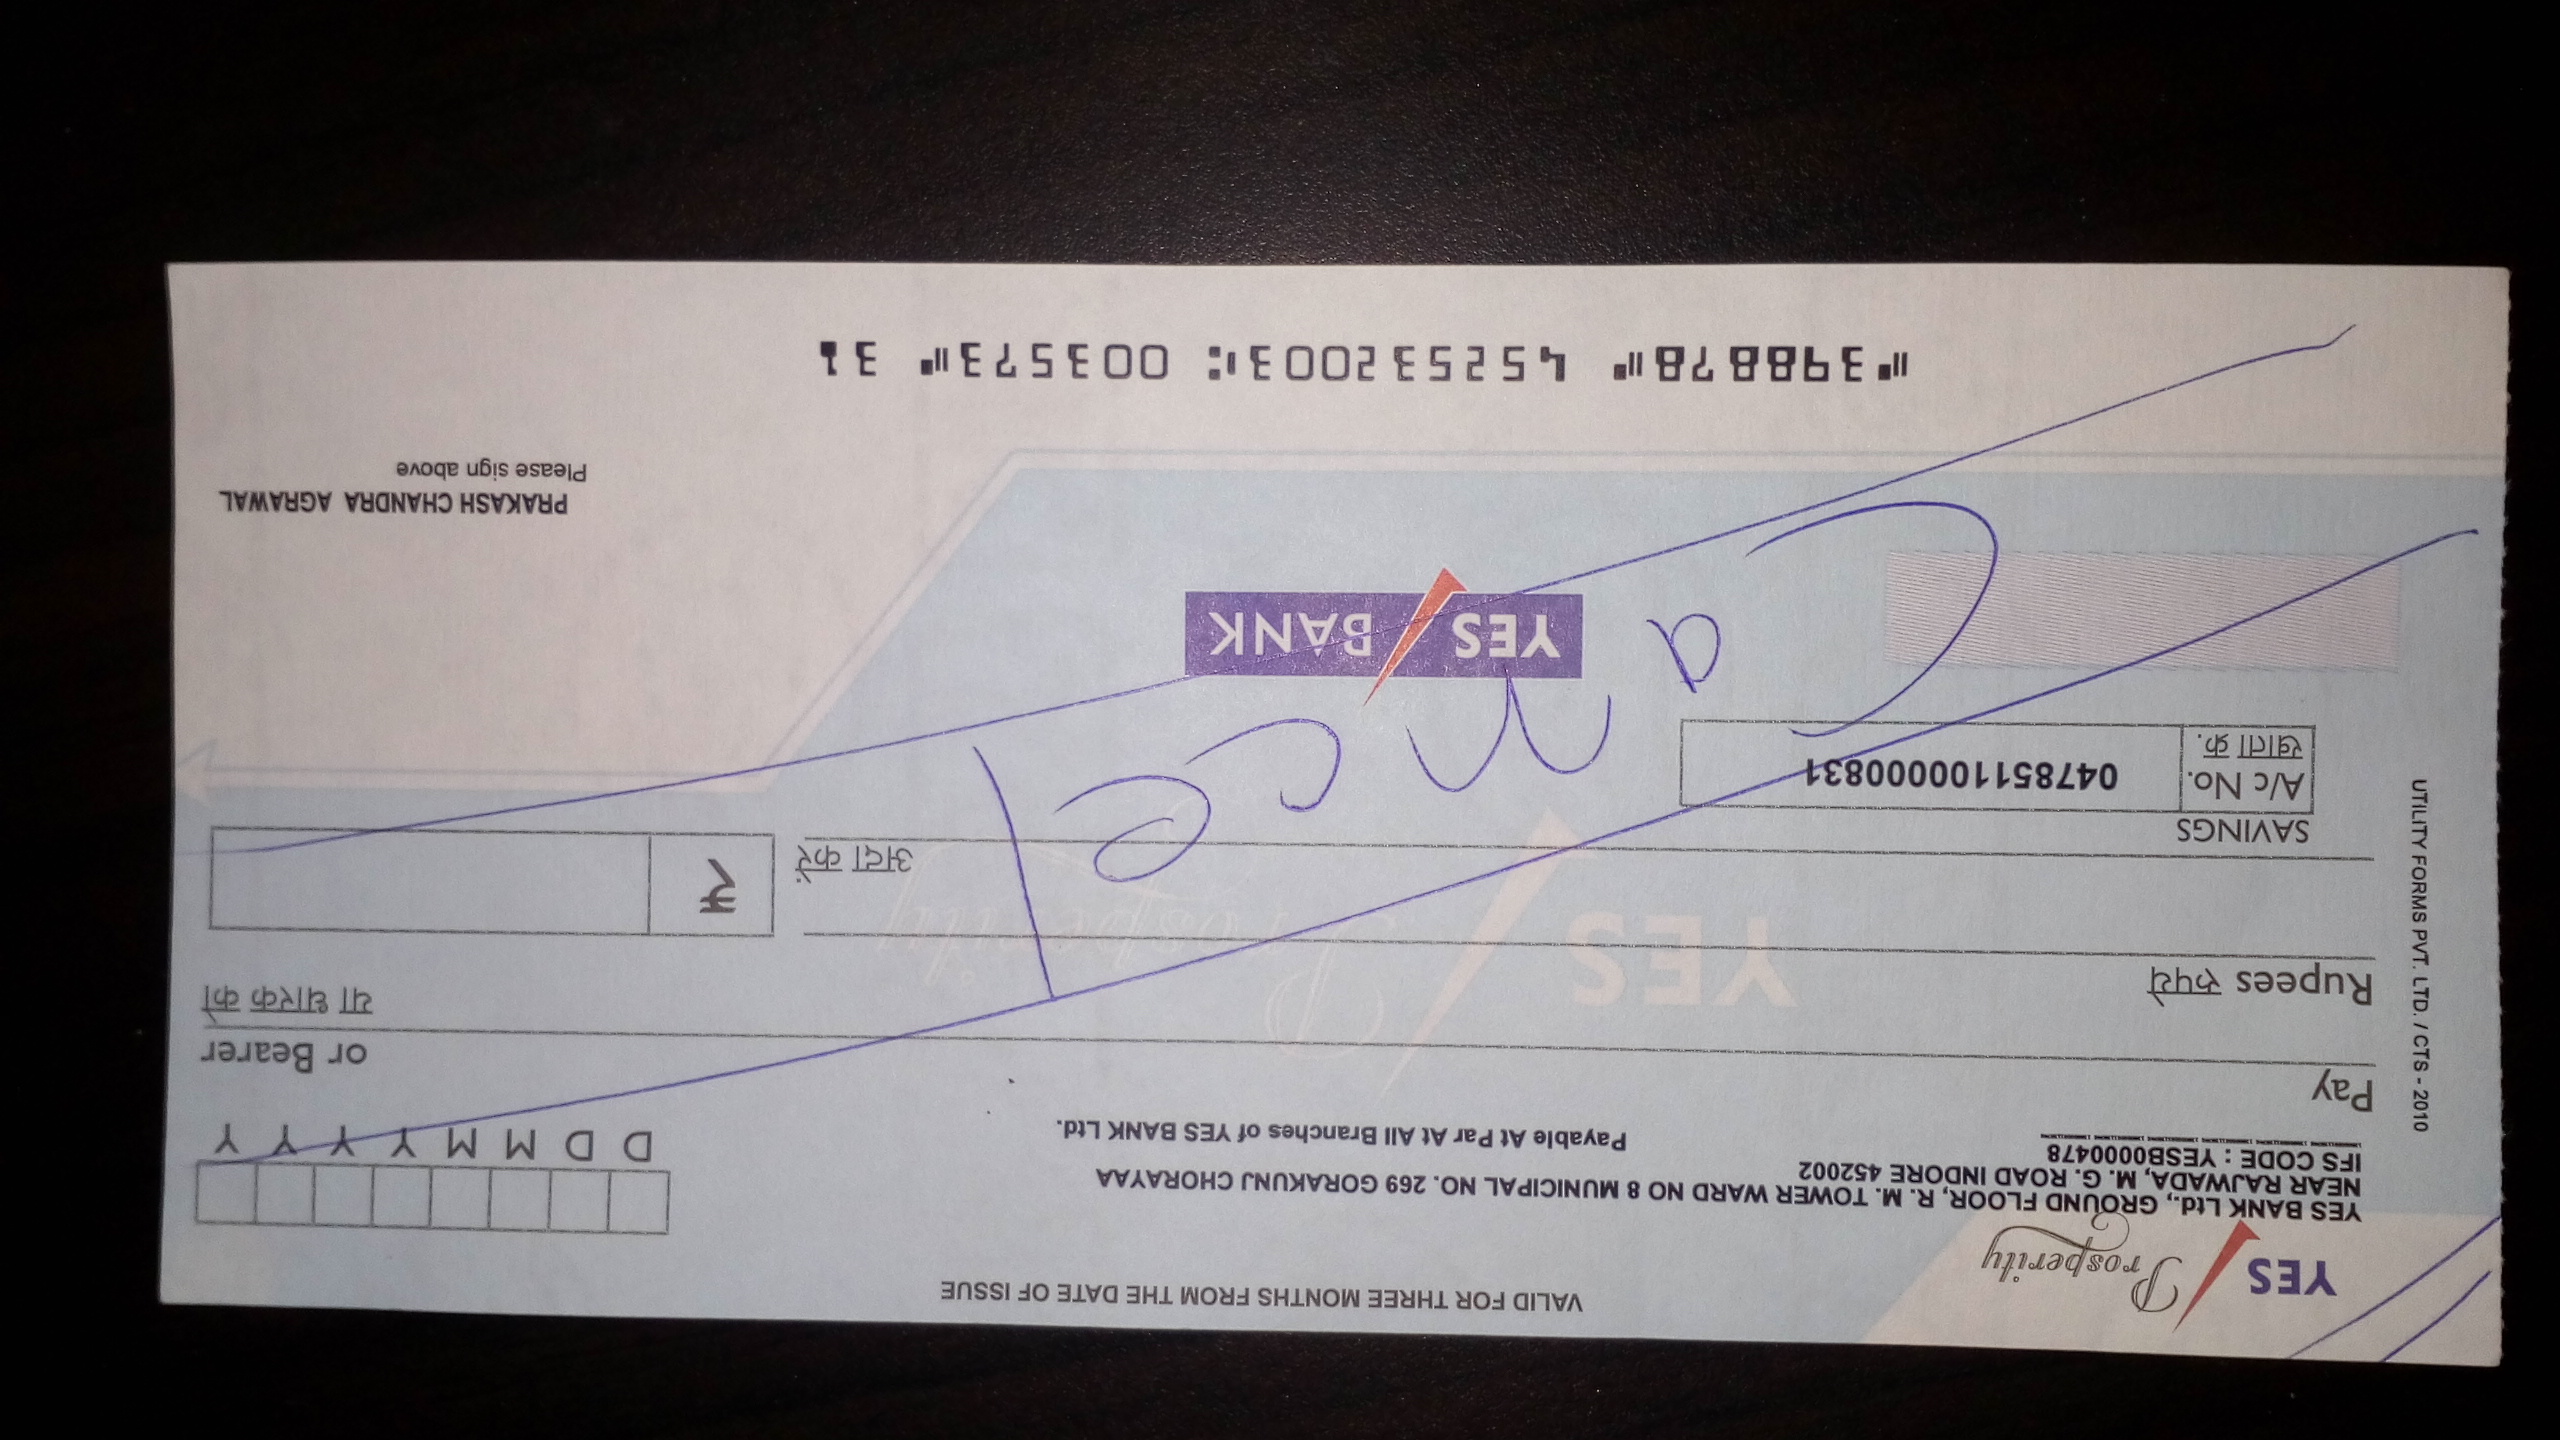 VALID FOR THREE MONTHS FROM THE DATE OF ISSUE
YES Prosperity
YES BANK Ltd., GROUND FLOOR, R. M. TOWER WARD NO 8 MUNICIPAL NO. 269 GORAKUNJ CHORAYAA
NEAR RAJWADA, M. G. ROAD INDORE 452002
IFS CODE : YESB0000478
Payable At Par At All Branches of YES BANK Ltd.
D D M M Y Y Y Y
Pay
or Bearer
या धारक को
Rupees रुपये
YES Prosperity
अदा करें
₹
SAVINGS
A/c No.
खाता क्र.
047851100000831
Cancel
YES BANK
PRAKASH CHANDRA AGRAWAL
Please sign above
⑈398878⑈ 452532003⑆ 003573⑈ 31
UTILITY FORMS PVT. LTD. / CTS - 2010